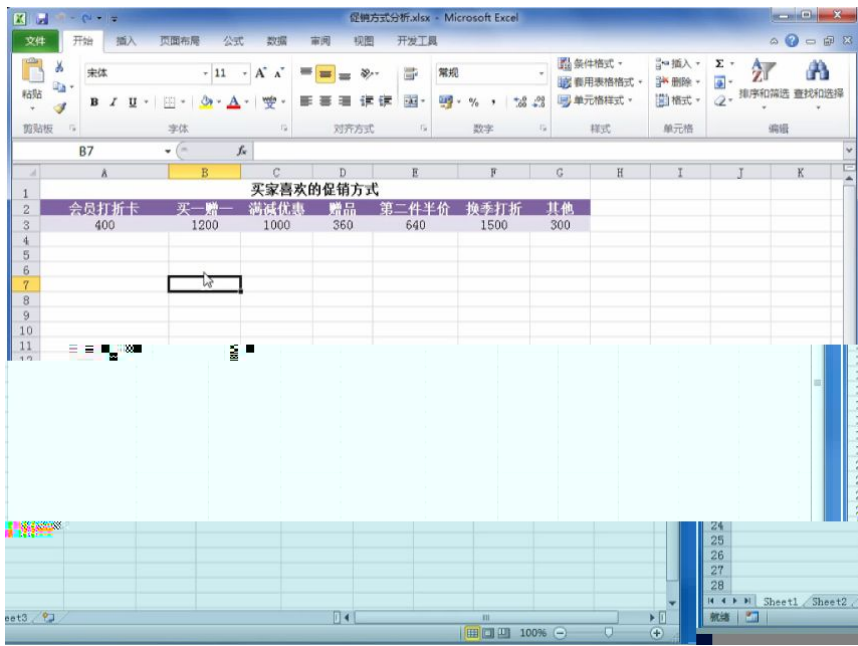 促销方式分析.xlsx - Microsoft Excel
文件 开始 插入 页面布局 公式 数据 审阅 视图 开发工具
宋体 11 A A 常规 条件格式 插入 Σ
粘贴 套用表格格式 删除 排序和筛选 查找和选择
B I U A 变 % , 单元格样式 格式
剪贴板 字体 对齐方式 数字 样式 单元格 编辑
B7 fx
A B C D E F G H I J K
1 买家喜欢的促销方式
2 会员打折卡 买一赠一 满减优惠 赠品 第二件半价 换季打折 其他
3 400 1200 1000 360 640 1500 300
4
5
6
7
8
9
10
11
24
25
26
27
28
Sheet1 Sheet2
eet3 就绪
100%